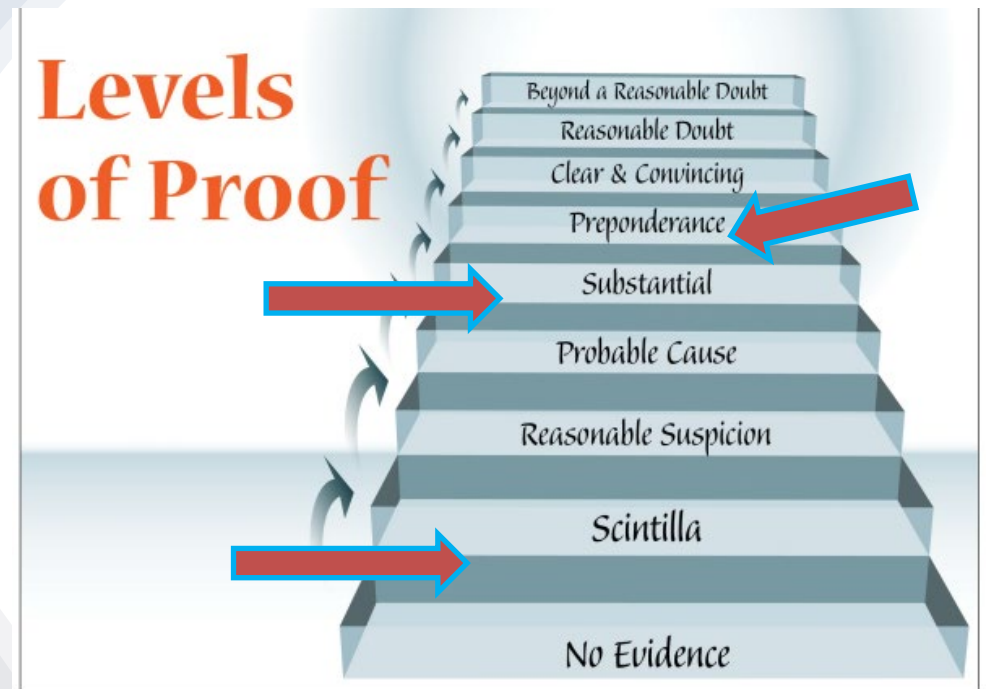 Levels
of Proof
Beyond a Reasonable Doubt
Reasonable Doubt
Clear & Convincing
Preponderance
Substantial
Probable Cause
Reasonable Suspicion
Scintilla
No Evidence